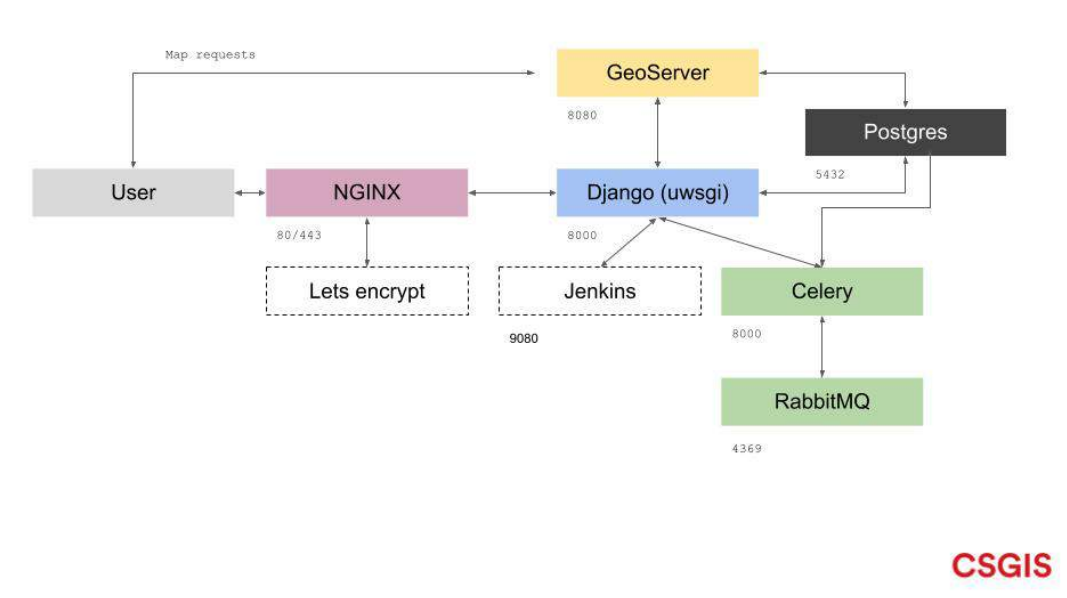 Map requests
GeoServer
8080
Postgres
5432
User
NGINX
Django (uwsgi)
80/443
8000
Lets encrypt
Jenkins
Celery
9080
8000
RabbitMQ
4369
CSGIS